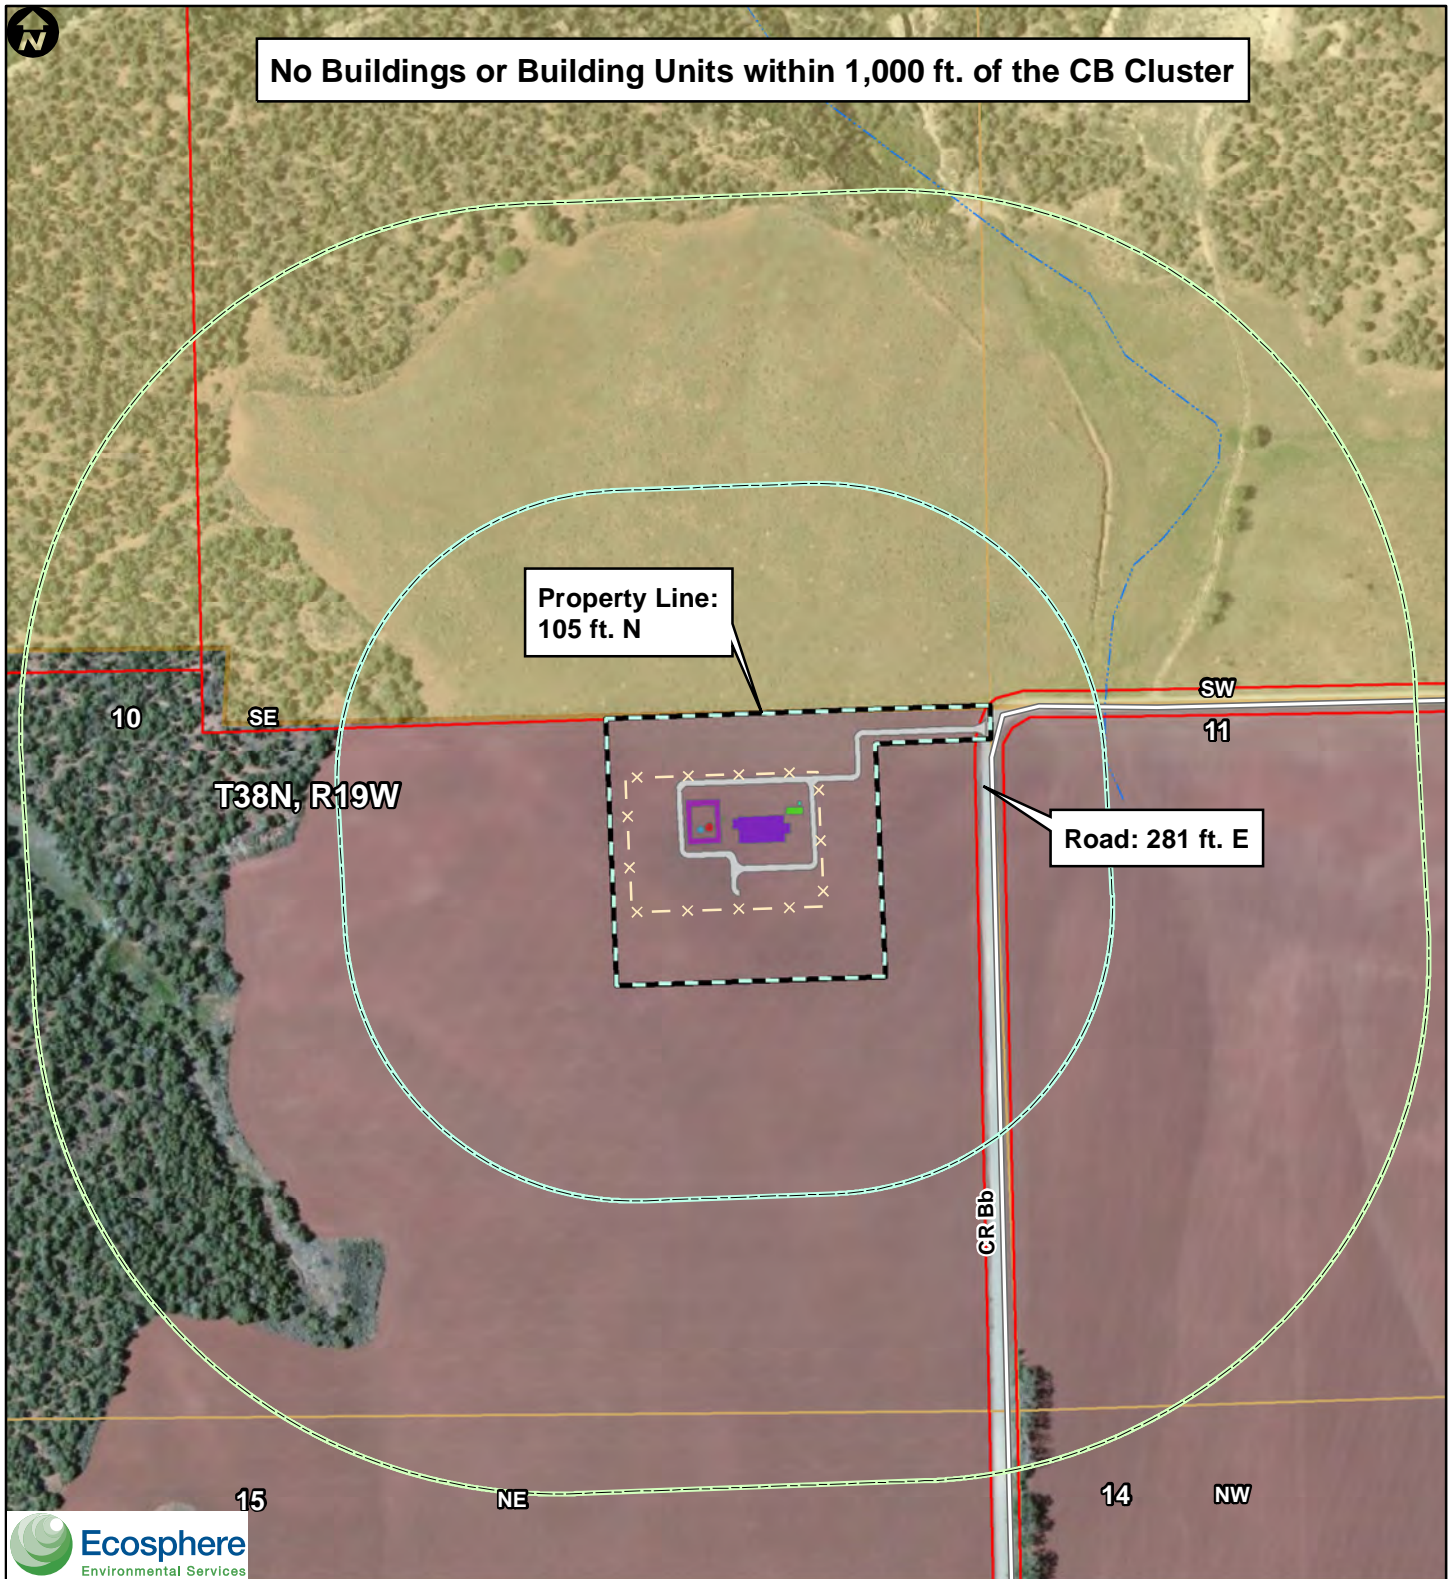 N
No Buildings or Building Units within 1,000 ft. of the CB Cluster
Property Line:
105 ft. N
SW
10
SE
11
T38N, R19W
Road: 281 ft. E
CR Bb
15
NE
14
NW
Ecosphere
Environmental Services